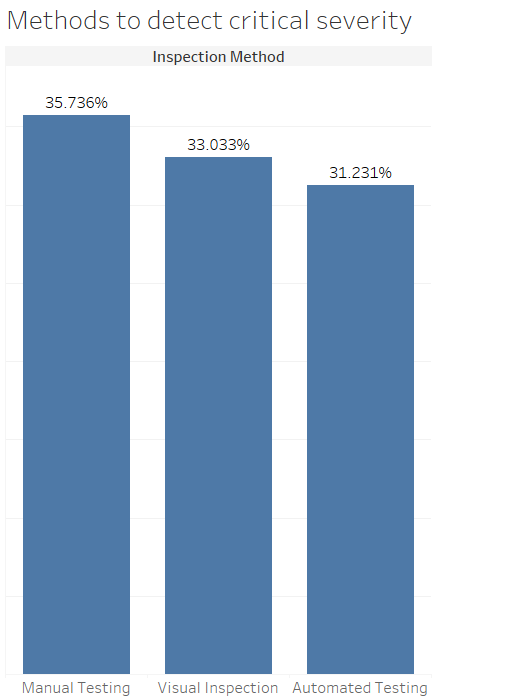 Methods to detect critical severity
Inspection Method
35.736%
33.033%
31.231%
Manual Testing
Visual Inspection
Automated Testing